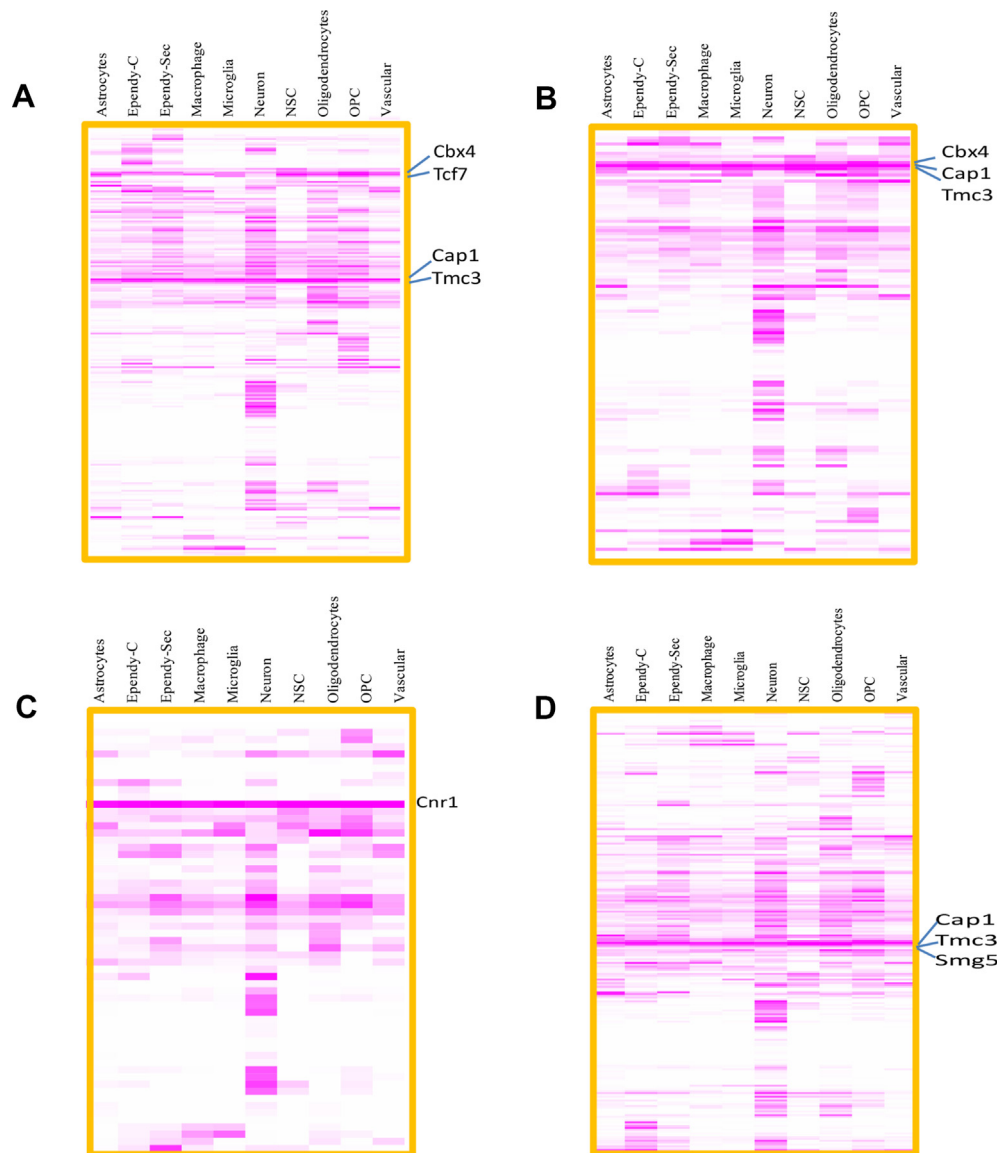 A
Astrocytes
Ependy-C
Ependy-Sec
Macrophage
Microglia
Neuron
NSC
Oligodendrocytes
OPC
Vascular
Cbx4
Tcf7
Cap1
Tmc3
B
Astrocytes
Ependy-C
Ependy-Sec
Macrophage
Microglia
Neuron
NSC
Oligodendrocytes
OPC
Vascular
Cbx4
Cap1
Tmc3
C
Astrocytes
Ependy-C
Ependy-Sec
Macrophage
Microglia
Neuron
NSC
Oligodendrocytes
OPC
Vascular
Cnr1
D
Astrocytes
Ependy-C
Ependy-Sec
Macrophage
Microglia
Neuron
NSC
Oligodendrocytes
OPC
Vascular
Cap1
Tmc3
Smg5